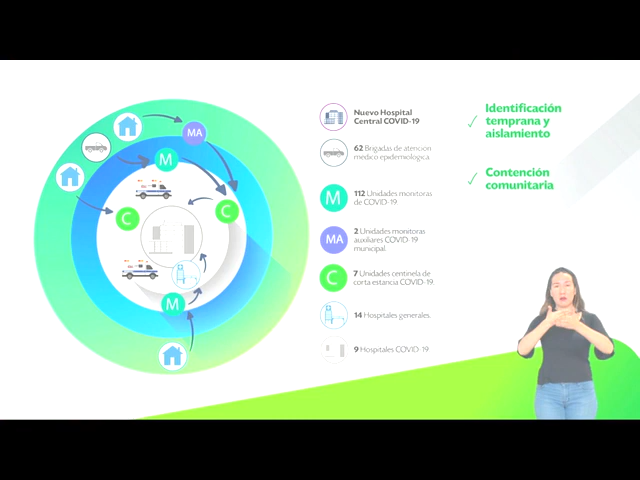 MA
M
C
C
M
Nuevo Hospital
Central COVID-19
62 Brigadas de atención
médico epidemiológica.
M
112 Unidades monitoras
de COVID-19
MA
2 Unidades monitoras
auxiliares COVID-19
municipal.
C
7 Unidades centinela de
corta estancia COVID-19
14 Hospitales generales.
9 Hospitales COVID-19
✓ Identificación
temprana y
aislamiento
✓ Contención
comunitaria